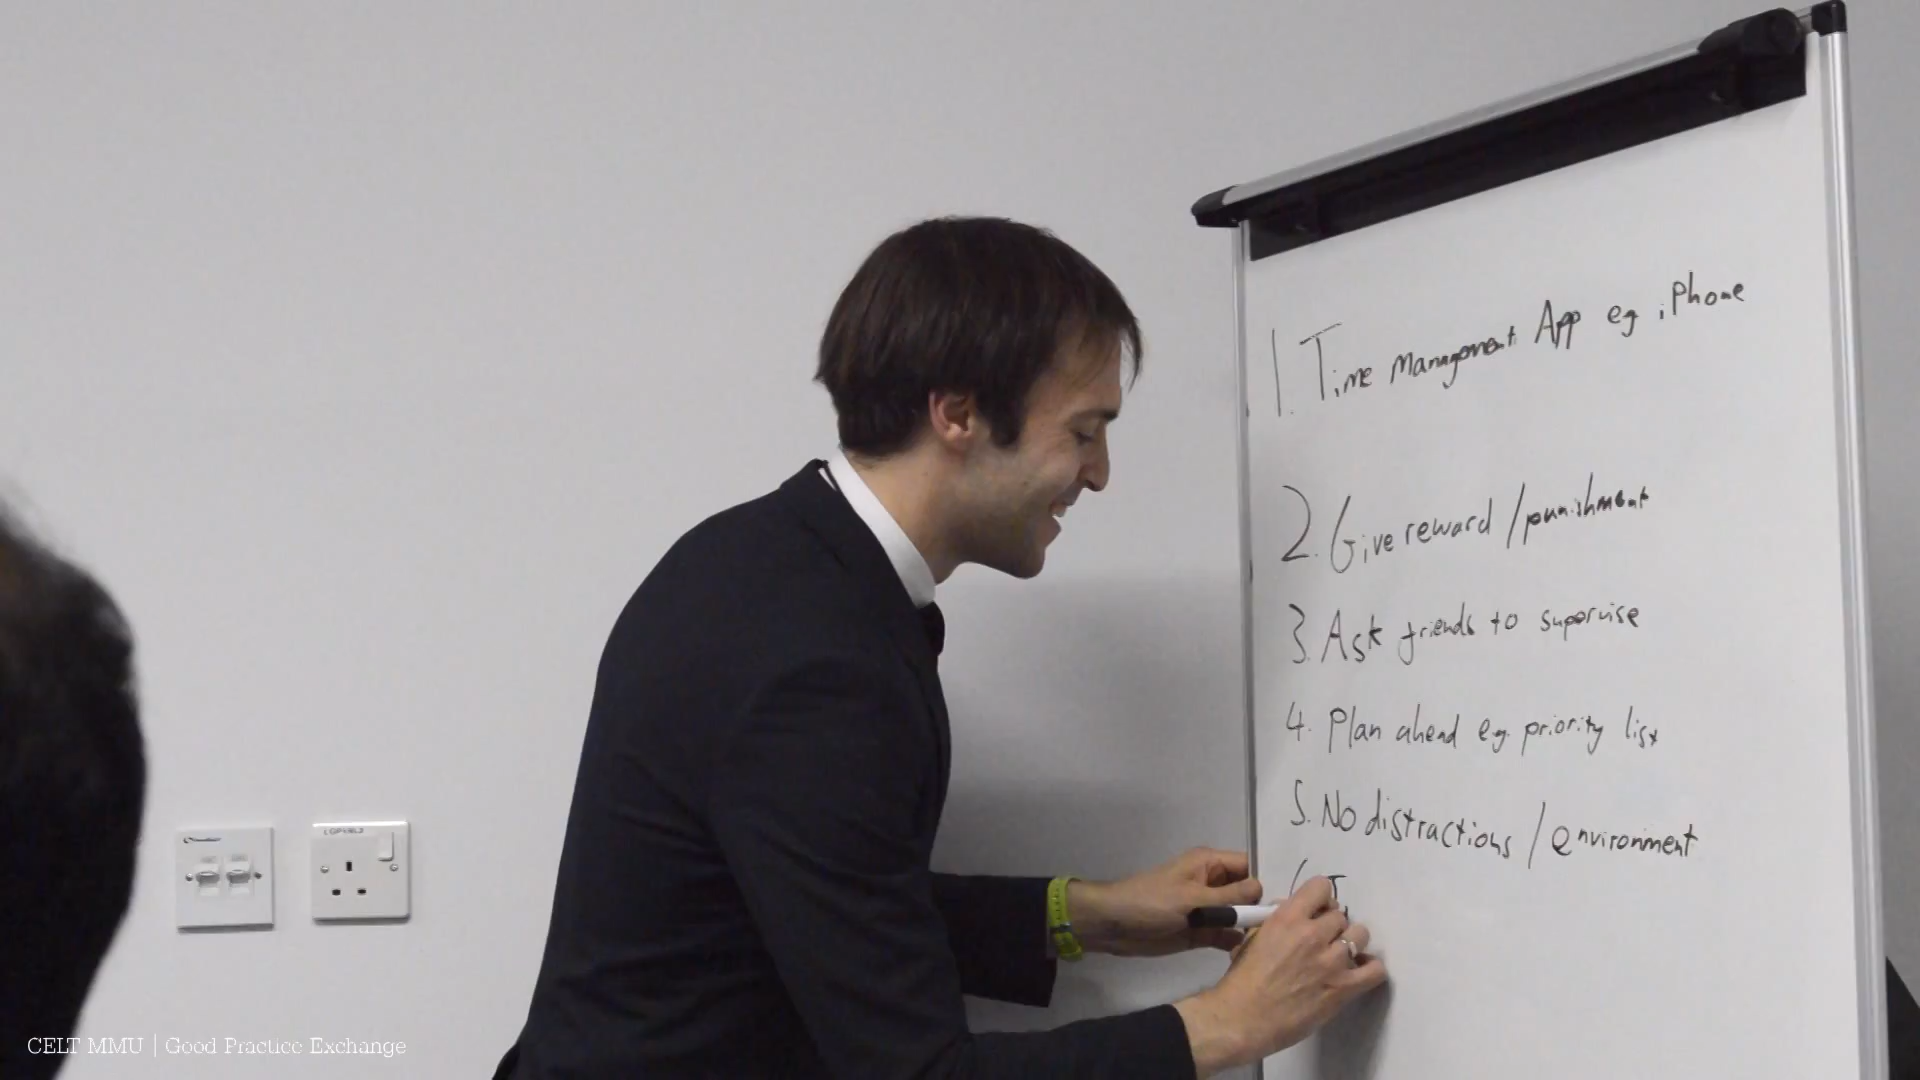 1. Time Management App eg iPhone
2. Give reward / punishment
3. Ask friends to supervise
4. Plan ahead eg. priority list
5. No distractions / environment
CELT MMU | Good Practice Exchange